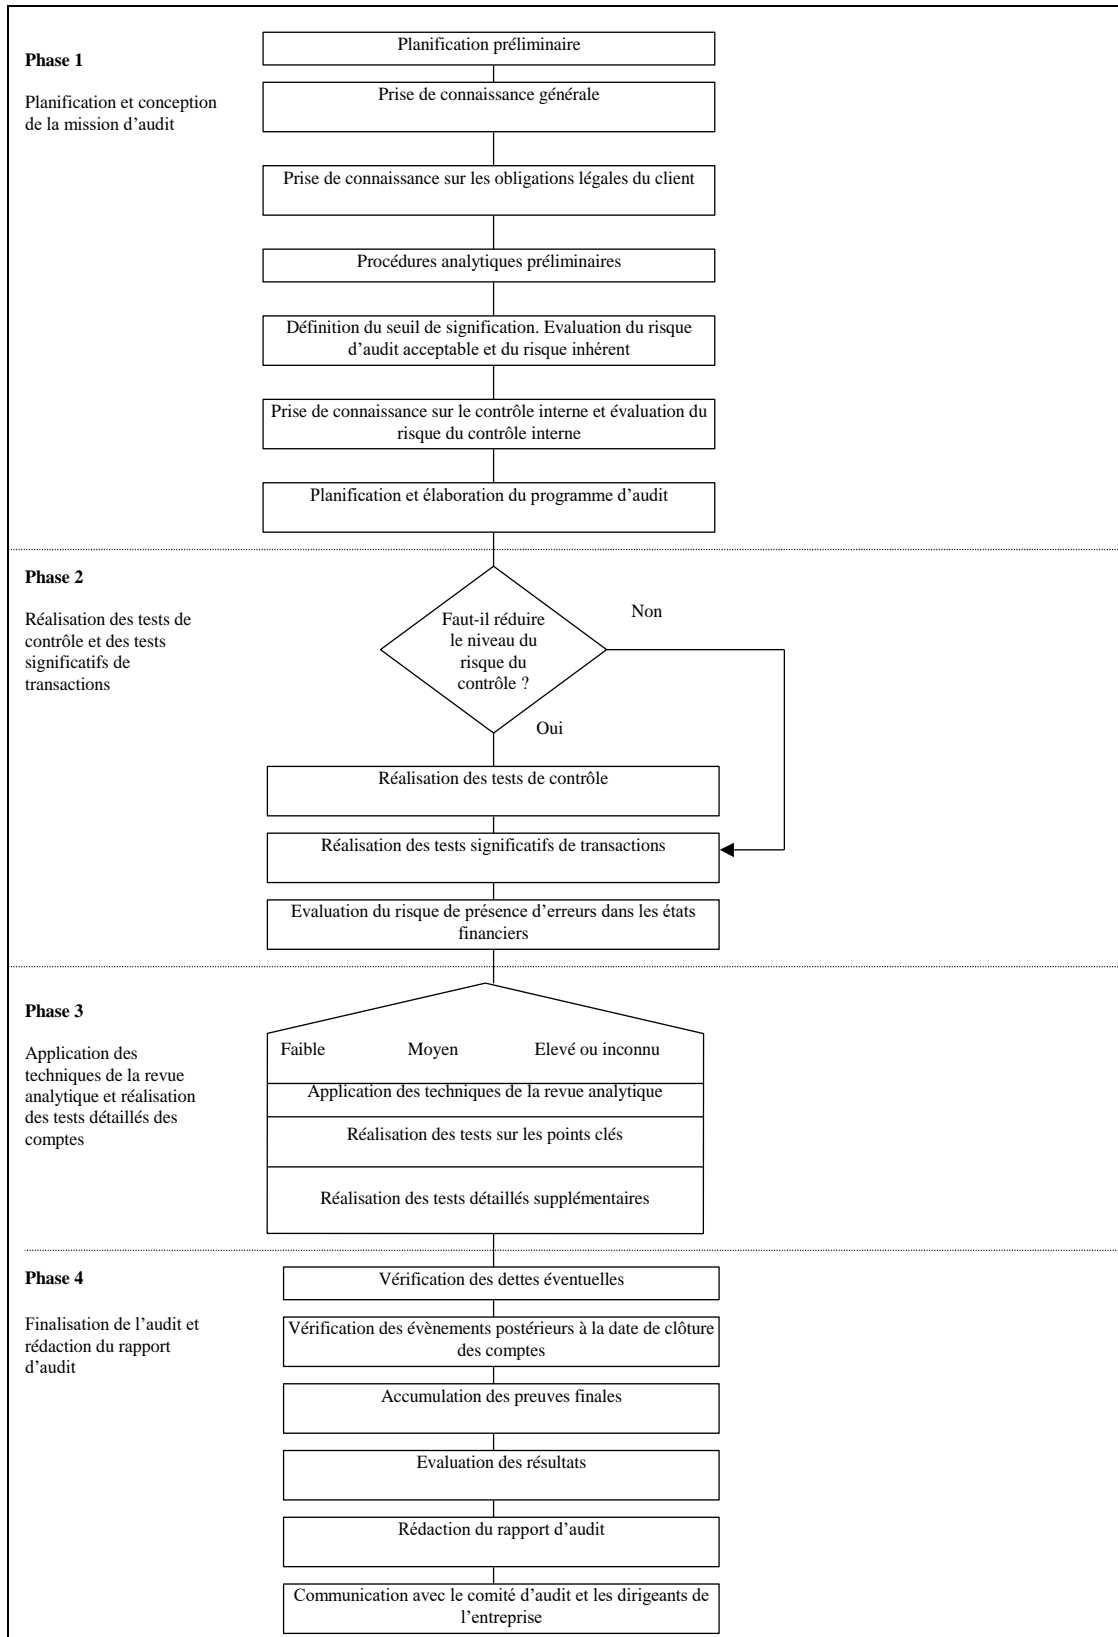 Phase 1
Planification et conception
de la mission d’audit
Planification préliminaire
Prise de connaissance générale
Prise de connaissance sur les obligations légales du client
Procédures analytiques préliminaires
Définition du seuil de signification. Evaluation du risque
d’audit acceptable et du risque inhérent
Prise de connaissance sur le contrôle interne et évaluation du
risque du contrôle interne
Planification et élaboration du programme d’audit
Phase 2
Réalisation des tests de
contrôle et des tests
significatifs de
transactions
Faut-il réduire
le niveau du
risque du
contrôle ?
Non
Oui
Réalisation des tests de contrôle
Réalisation des tests significatifs de transactions
Evaluation du risque de présence d’erreurs dans les états
financiers
Phase 3
Application des
techniques de la revue
analytique et réalisation
des tests détaillés des
comptes
Faible Moyen Elevé ou inconnu
Application des techniques de la revue analytique
Réalisation des tests sur les points clés
Réalisation des tests détaillés supplémentaires
Phase 4
Finalisation de l’audit et
rédaction du rapport
d’audit
Vérification des dettes éventuelles
Vérification des évènements postérieurs à la date de clôture
des comptes
Accumulation des preuves finales
Evaluation des résultats
Rédaction du rapport d’audit
Communication avec le comité d’audit et les dirigeants de
l’entreprise